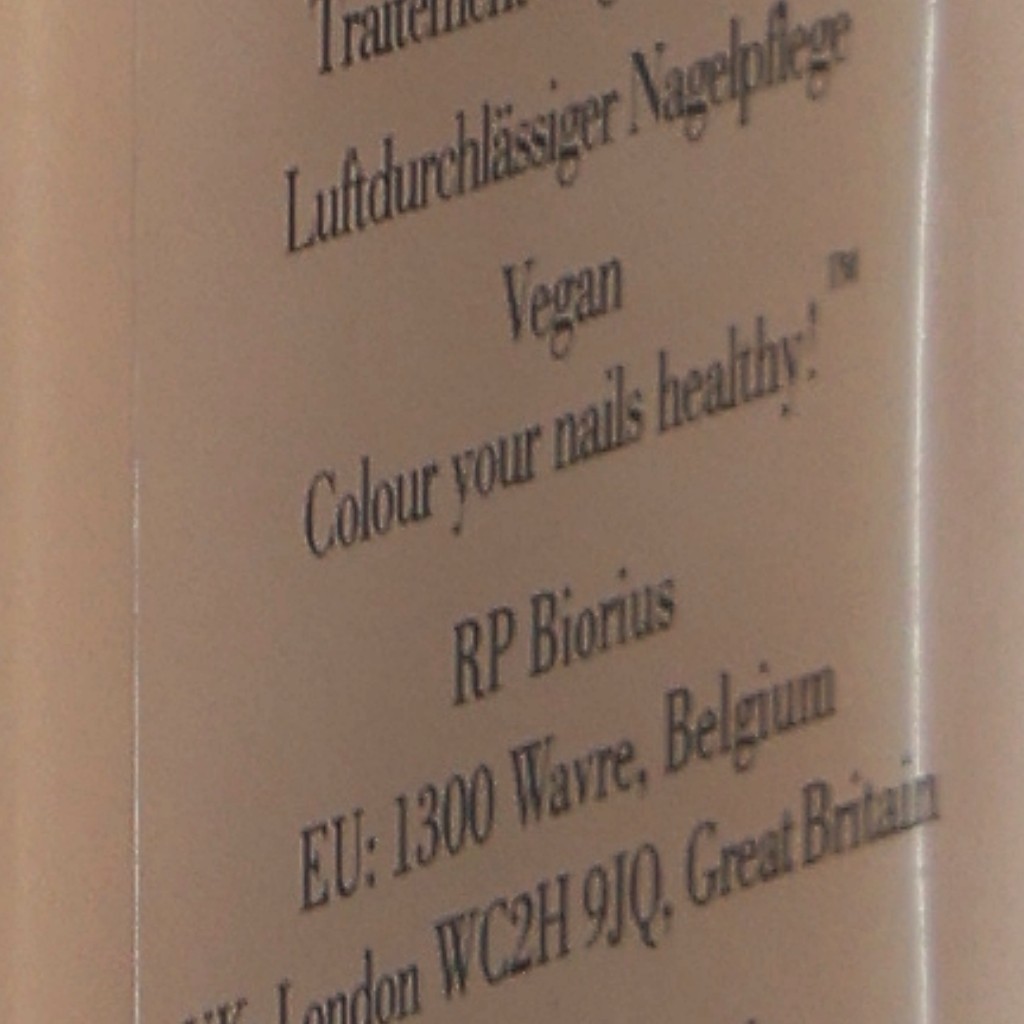 Traitement
Luftdurchlässiger Nagelpflege
Vegan
Colour your nails healthy!™
RP Biorius
EU: 1300 Wavre, Belgium
London WC2H 9JQ, Great Britain